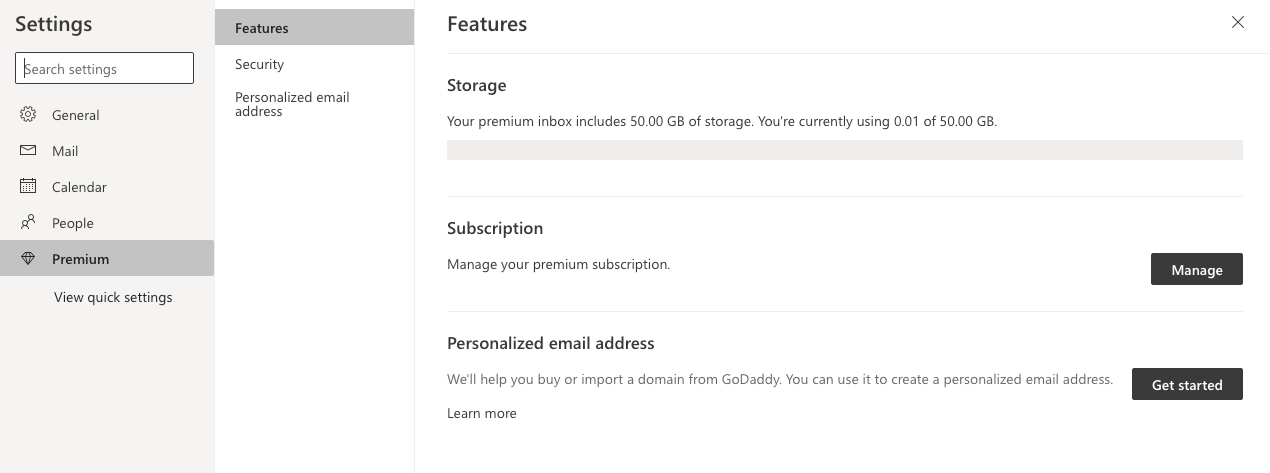 Settings
Search settings
General
Mail
Calendar
People
Premium
View quick settings
Features
Security
Personalized email
address
Features
Storage
Your premium inbox includes 50.00 GB of storage. You're currently using 0.01 of 50.00 GB.
Subscription
Manage your premium subscription.
Manage
Personalized email address
We'll help you buy or import a domain from GoDaddy. You can use it to create a personalized email address.
Get started
Learn more